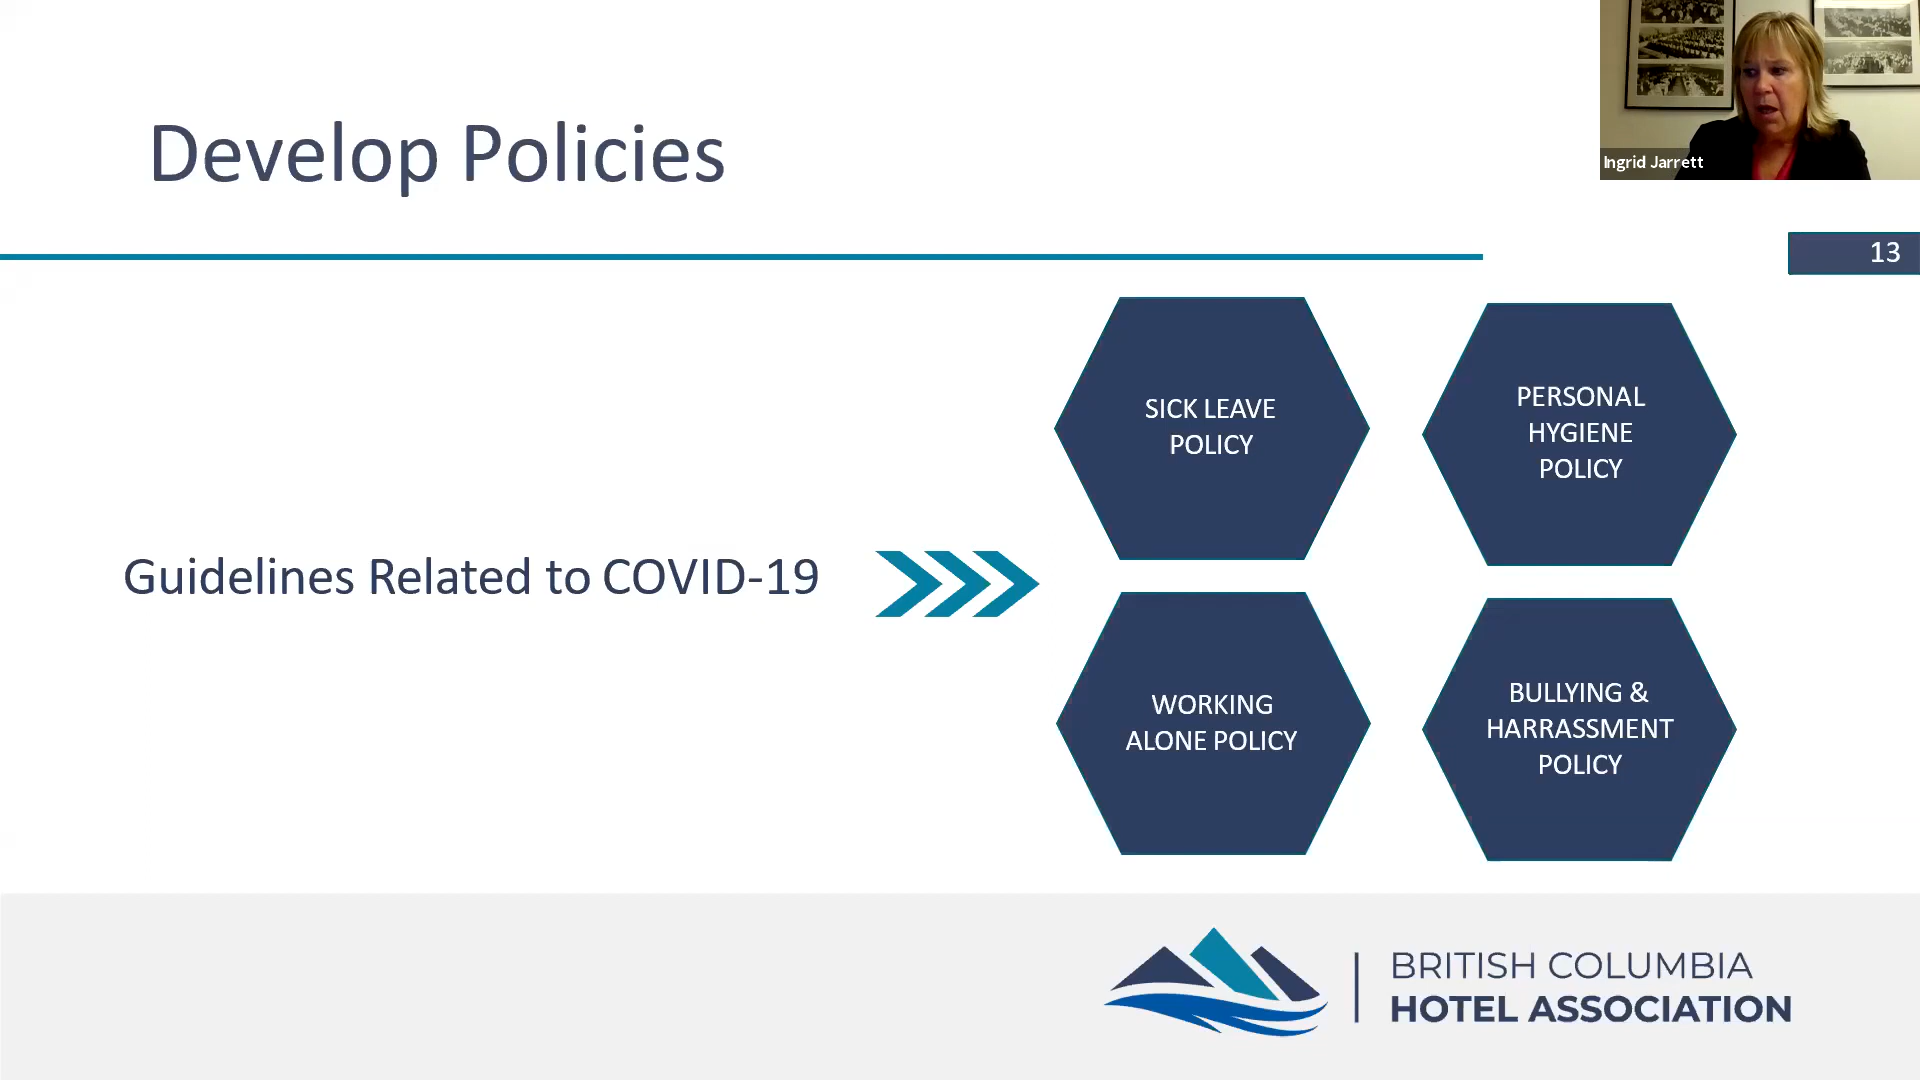 Develop Policies
Ingrid Jarrett
13
SICK LEAVE
POLICY
PERSONAL
HYGIENE
POLICY
Guidelines Related to COVID-19
WORKING
ALONE POLICY
BULLYING &
HARRASSMENT
POLICY
BRITISH COLUMBIA
HOTEL ASSOCIATION